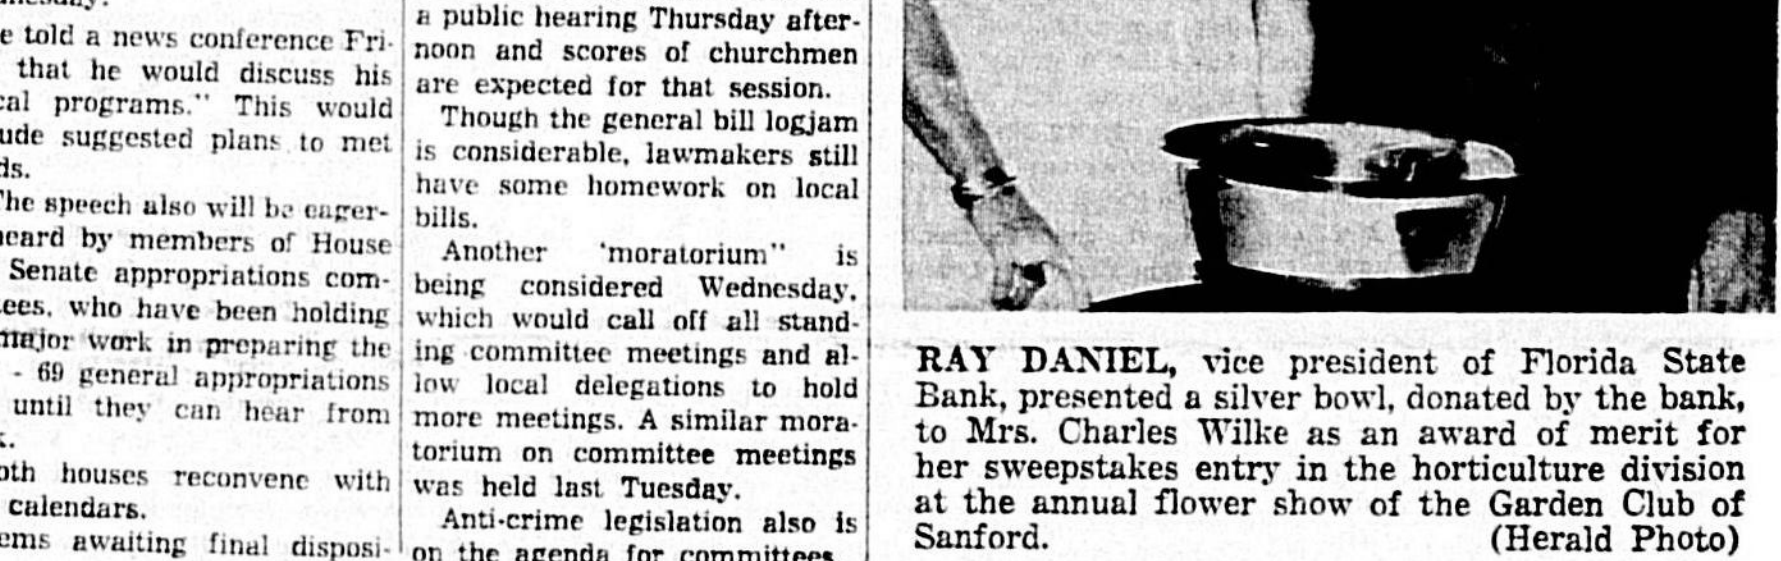 e told a news conference Fri-
that he would discuss his
cal programs." This would
ude suggested plans to met
ds.
The speech also will be eager-
heard by members of House
Senate appropriations com-
ees, who have been holding
major work in preparing the
- 69 general appropriations
until they can hear from
oth houses reconvene with
calendars.
ems awaiting final disposi-
a public hearing Thursday after-
noon and scores of churchmen
are expected for that session.
Though the general bill logjam
is considerable, lawmakers still
have some homework on local
bills.
Another 'moratorium" is
being considered Wednesday,
which would call off all stand-
ing committee meetings and al-
low local delegations to hold
more meetings. A similar mora-
torium on committee meetings
was held last Tuesday.
Anti-crime legislation also is
on the agenda for committees
RAY DANIEL, vice president of Florida State
Bank, presented a silver bowl, donated by the bank,
to Mrs. Charles Wilke as an award of merit for
her sweepstakes entry in the horticulture division
at the annual flower show of the Garden Club of
Sanford. (Herald Photo)